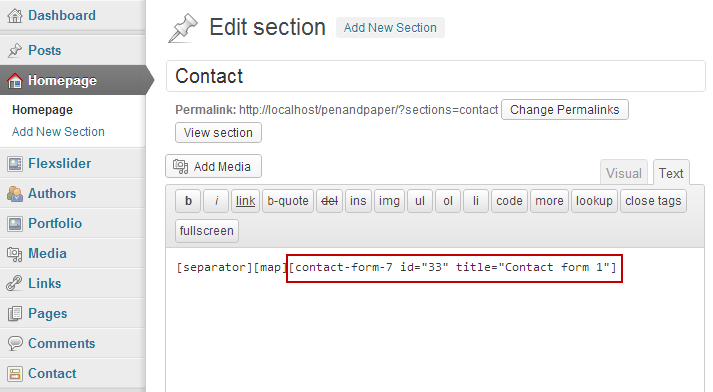 Dashboard
Posts
Homepage
Homepage
Add New Section
Flexslider
Authors
Portfolio
Media
Links
Pages
Comments
Contact
Edit section Add New Section
Contact
Permalink: http://localhost/penandpaper/?sections=contact Change Permalinks
View section
Add Media
Visual Text
b i link b-quote del ins img ul ol li code more lookup close tags
fullscreen
[separator][map][contact-form-7 id="33" title="Contact form 1"]